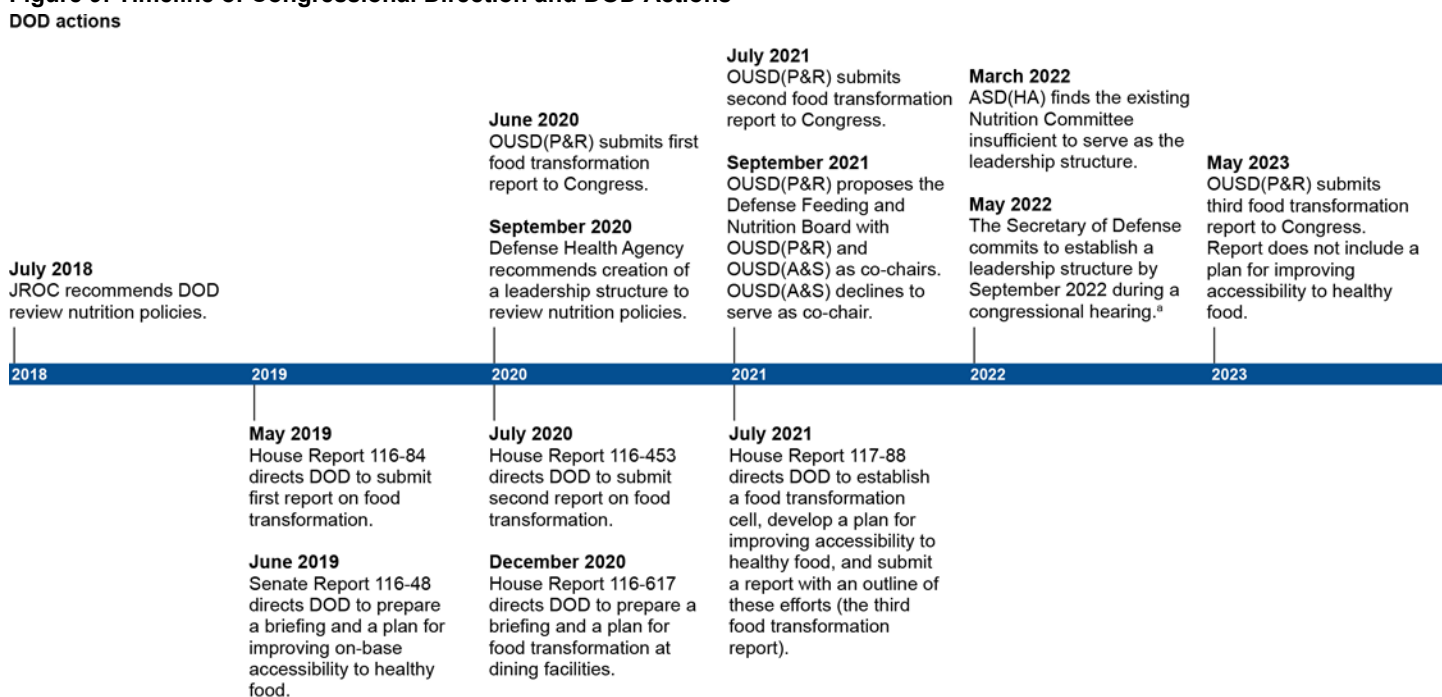 Figure 9: Timeline of Congressional Direction and DOD Actions
DOD actions
July 2018
JROC recommends DOD
review nutrition policies.
June 2020
OUSD(P&R) submits first
food transformation
report to Congress.
September 2020
Defense Health Agency
recommends creation of
a leadership structure to
review nutrition policies.
July 2021
OUSD(P&R) submits
second food transformation
report to Congress.
September 2021
OUSD(P&R) proposes the
Defense Feeding and
Nutrition Board with
OUSD(P&R) and
OUSD(A&S) as co-chairs.
OUSD(A&S) declines to
serve as co-chair.
March 2022
ASD(HA) finds the existing
Nutrition Committee
insufficient to serve as the
leadership structure.
May 2022
The Secretary of Defense
commits to establish a
leadership structure by
September 2022 during a
congressional hearing.ª
May 2023
OUSD(P&R) submits
third food transformation
report to Congress.
Report does not include a
plan for improving
accessibility to healthy
food.
2018 2019 2020 2021 2022 2023
May 2019
House Report 116-84
directs DOD to submit
first report on food
transformation.
June 2019
Senate Report 116-48
directs DOD to prepare
a briefing and a plan for
improving on-base
accessibility to healthy
food.
July 2020
House Report 116-453
directs DOD to submit
second report on food
transformation.
December 2020
House Report 116-617
directs DOD to prepare a
briefing and a plan for
food transformation at
dining facilities.
July 2021
House Report 117-88
directs DOD to establish
a food transformation
cell, develop a plan for
improving accessibility to
healthy food, and submit
a report with an outline of
these efforts (the third
food transformation
report).